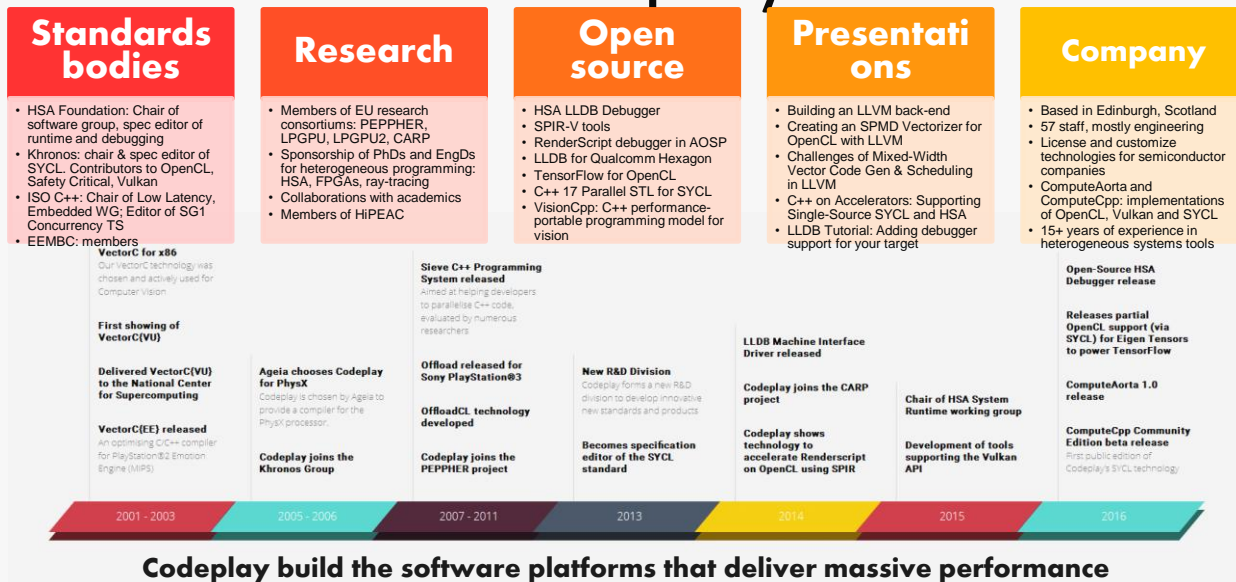 Standards
bodies
• HSA Foundation: Chair of
software group, spec editor of
runtime and debugging
• Khronos: chair & spec editor of
SYCL. Contributors to OpenCL,
Safety Critical, Vulkan
• ISO C++: Chair of Low Latency,
Embedded WG; Editor of SG1
Concurrency TS
• EEMBC: members
Research
• Members of EU research
consortiums: PEPPHER,
LPGPU, LPGPU2, CARP
• Sponsorship of PhDs and EngDs
for heterogeneous programming:
HSA, FPGAs, ray-tracing
• Collaborations with academics
• Members of HiPEAC
Open
source
• HSA LLDB Debugger
• SPIR-V tools
• RenderScript debugger in AOSP
• LLDB for Qualcomm Hexagon
• TensorFlow for OpenCL
• C++ 17 Parallel STL for SYCL
• VisionCpp: C++ performance-
portable programming model for
vision
Presentati
ons
• Building an LLVM back-end
• Creating an SPMD Vectorizer for
OpenCL with LLVM
• Challenges of Mixed-Width
Vector Code Gen & Scheduling
in LLVM
• C++ on Accelerators: Supporting
Single-Source SYCL and HSA
• LLDB Tutorial: Adding debugger
support for your target
Company
• Based in Edinburgh, Scotland
• 57 staff, mostly engineering
• License and customize
technologies for semiconductor
companies
• ComputeAorta and
ComputeCpp: implementations
of OpenCL, Vulkan and SYCL
• 15+ years of experience in
heterogeneous systems tools
VectorC for x86
Our VectorC technology was
chosen and actively used for
Computer Vision
First showing of
VectorC{VU}
Delivered VectorC{VU}
to the National Center
for Supercomputing
VectorC{EE} released
An optimising C/C++ compiler
for PlayStation®2 Emotion
Engine (MIPS)
Ageia chooses Codeplay
for PhysX
Codeplay is chosen by Ageia to
provide a compiler for the
PhysX processor.
Codeplay joins the
Khronos Group
Sieve C++ Programming
System released
Aimed at helping developers
to parallelise C++ code,
evaluated by numerous
researchers
Offload released for
Sony PlayStation®3
OffloadCL technology
developed
Codeplay joins the
PEPPHER project
New R&D Division
Codeplay forms a new R&D
division to develop innovative
new standards and products
Becomes specification
editor of the SYCL
standard
LLDB Machine Interface
Driver released
Codeplay joins the CARP
project
Codeplay shows
technology to
accelerate Renderscript
on OpenCL using SPIR
Chair of HSA System
Runtime working group
Development of tools
supporting the Vulkan
API
Open-Source HSA
Debugger release
Releases partial
OpenCL support (via
SYCL) for Eigen Tensors
to power TensorFlow
ComputeAorta 1.0
release
ComputeCpp Community
Edition beta release
First public edition of
Codeplay's SYCL technology
2001 - 2003
2005 - 2006
2007 - 2011
2013
2014
2015
2016
Codeplay build the software platforms that deliver massive performance